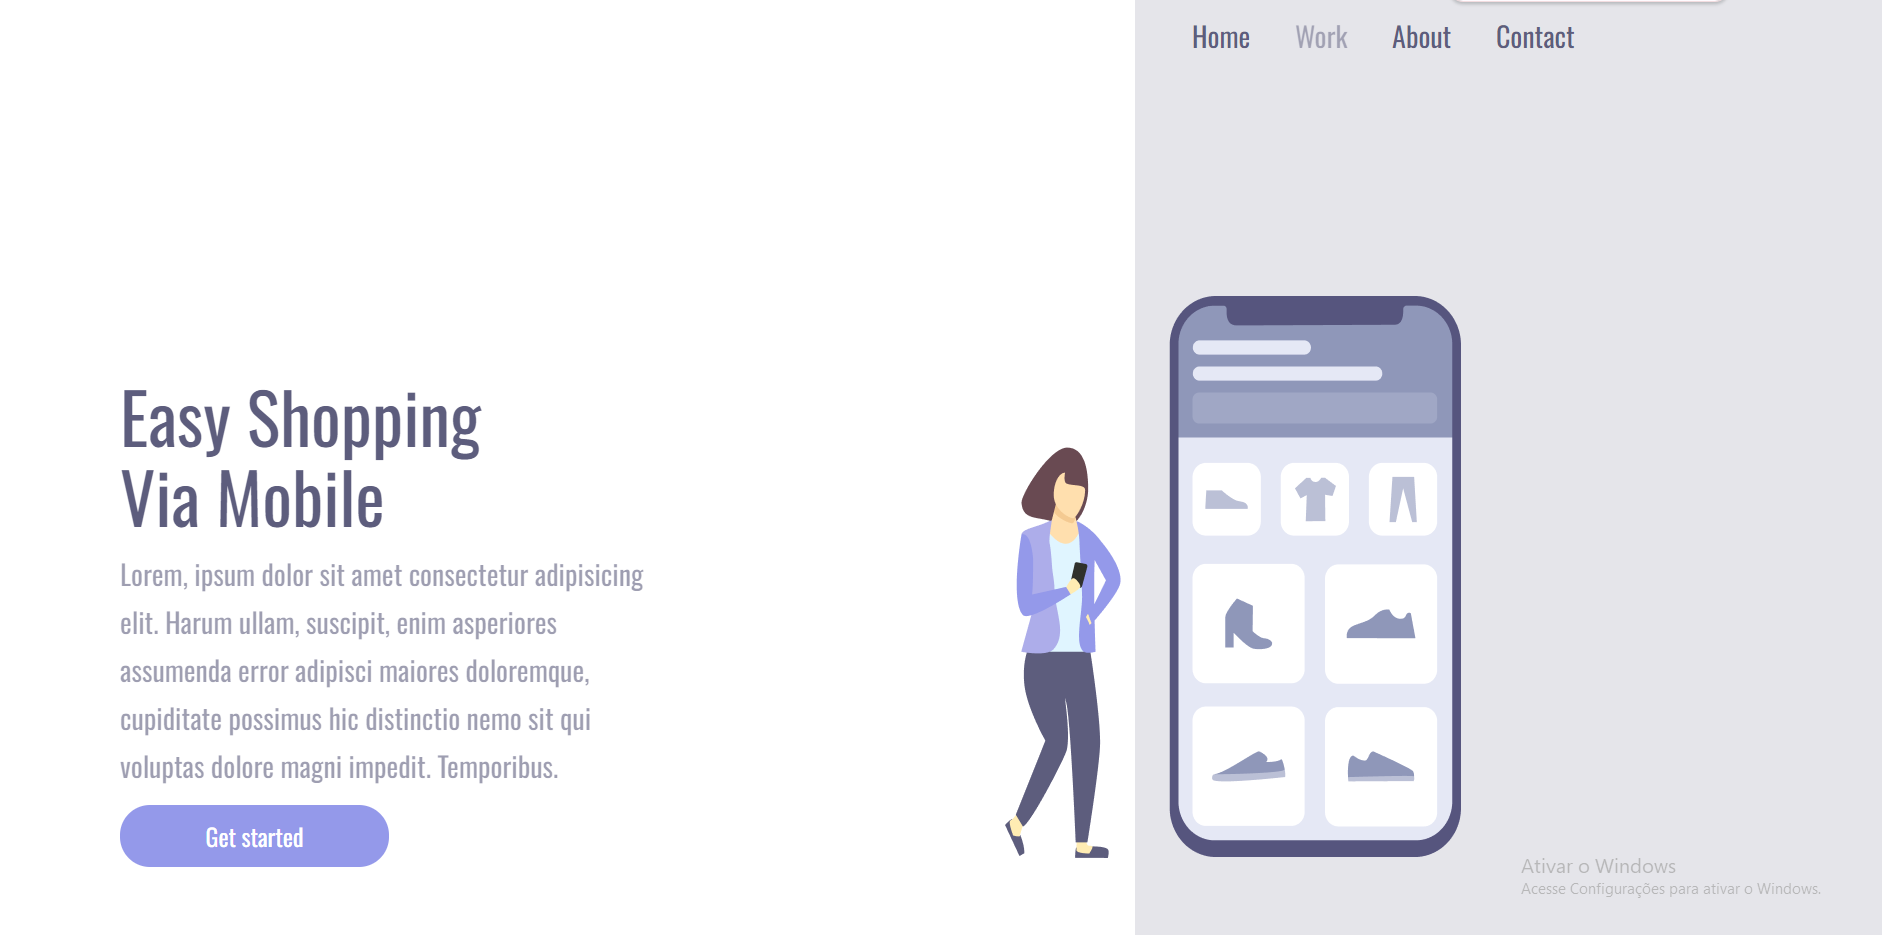 Home Work About Contact
Easy Shopping
Via Mobile
Lorem, ipsum dolor sit amet consectetur adipisicing
elit. Harum ullam, suscipit, enim asperiores
assumenda error adipisci maiores doloremque,
cupiditate possimus hic distinctio nemo sit qui
voluptas dolore magni impedit. Temporibus.
Get started
Ativar o Windows
Acesse Configurações para ativar o Windows.